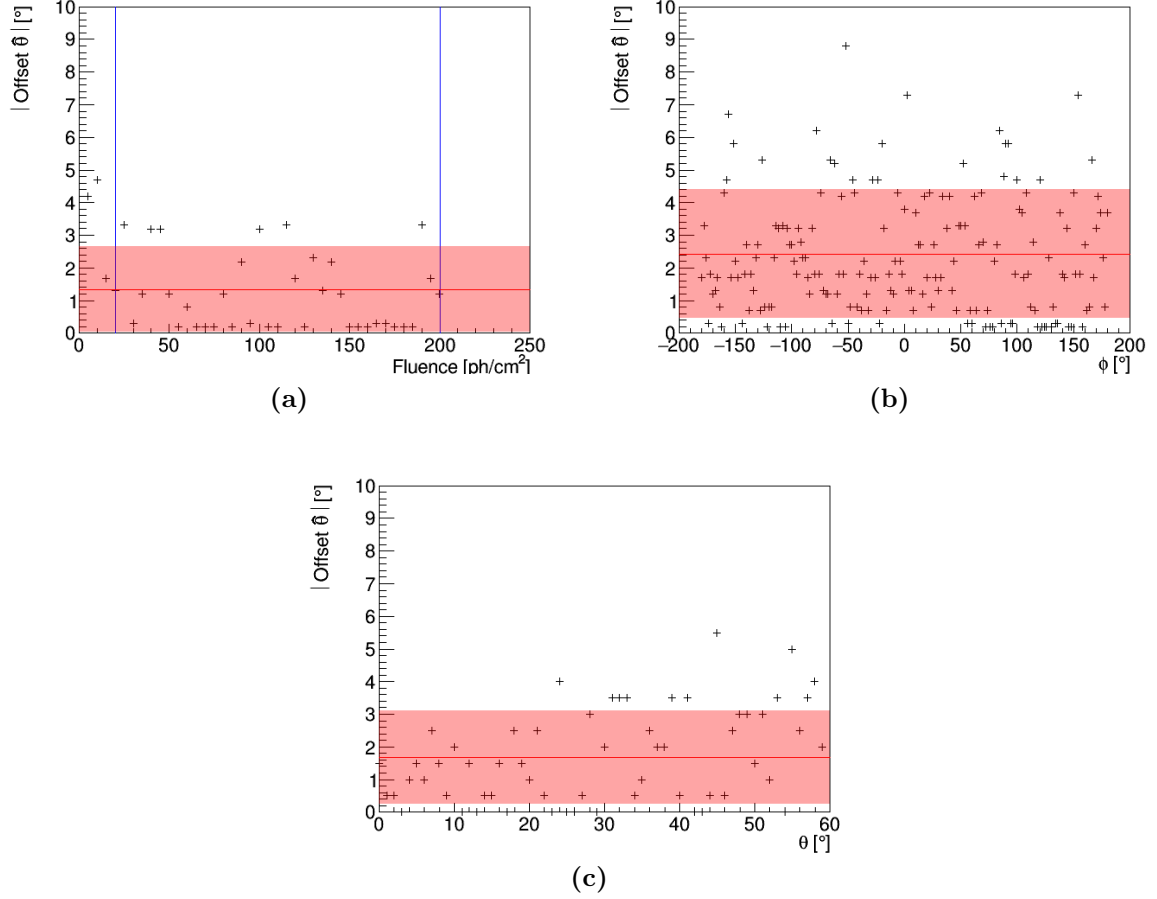 10
9
8
7
6
5
4
3
2
1
0
| Offset θ̂ | [°]
0 50 100 150 200 250
Fluence [ph/cm²]
(a)
10
9
8
7
6
5
4
3
2
1
0
| Offset θ̂ | [°]
−200 −150 −100 −50 0 50 100 150 200
ϕ [°]
(b)
10
9
8
7
6
5
4
3
2
1
0
| Offset θ̂ | [°]
0 10 20 30 40 50 60
θ [°]
(c)